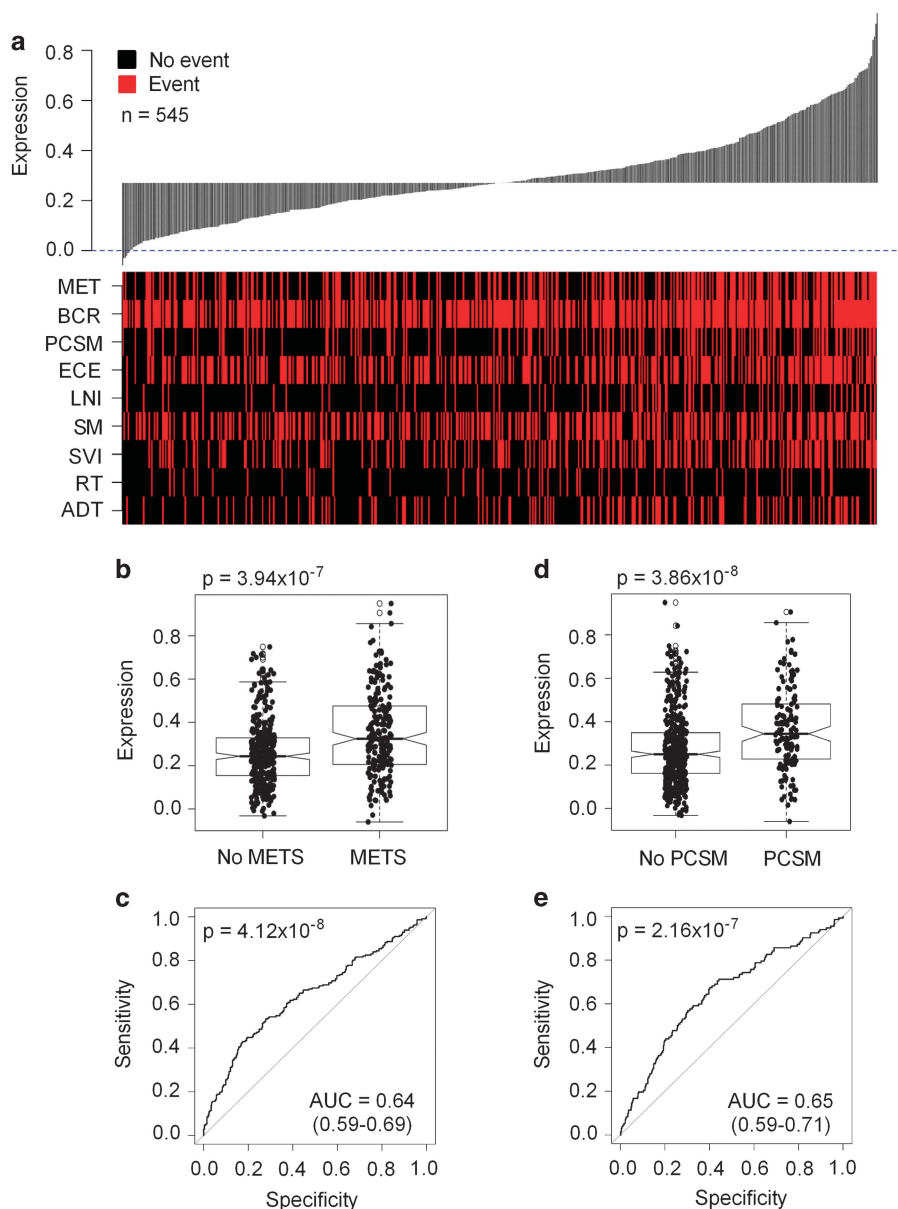 a
Expression
0.8
0.6
0.4
0.2
0.0
No event
Event
n = 545
MET
BCR
PCSM
ECE
LNI
SM
SVI
RT
ADT
b
p = 3.94x10-7
Expression
0.8
0.6
0.4
0.2
0.0
No METS METS
d
p = 3.86x10-8
Expression
0.8
0.6
0.4
0.2
0.0
No PCSM PCSM
c
p = 4.12x10-8
Sensitivity
1.0
0.8
0.6
0.4
0.2
0.0
AUC = 0.64
(0.59-0.69)
0.0 0.2 0.4 0.6 0.8 1.0
Specificity
e
p = 2.16x10-7
Sensitivity
1.0
0.8
0.6
0.4
0.2
0.0
AUC = 0.65
(0.59-0.71)
0.0 0.2 0.4 0.6 0.8 1.0
Specificity